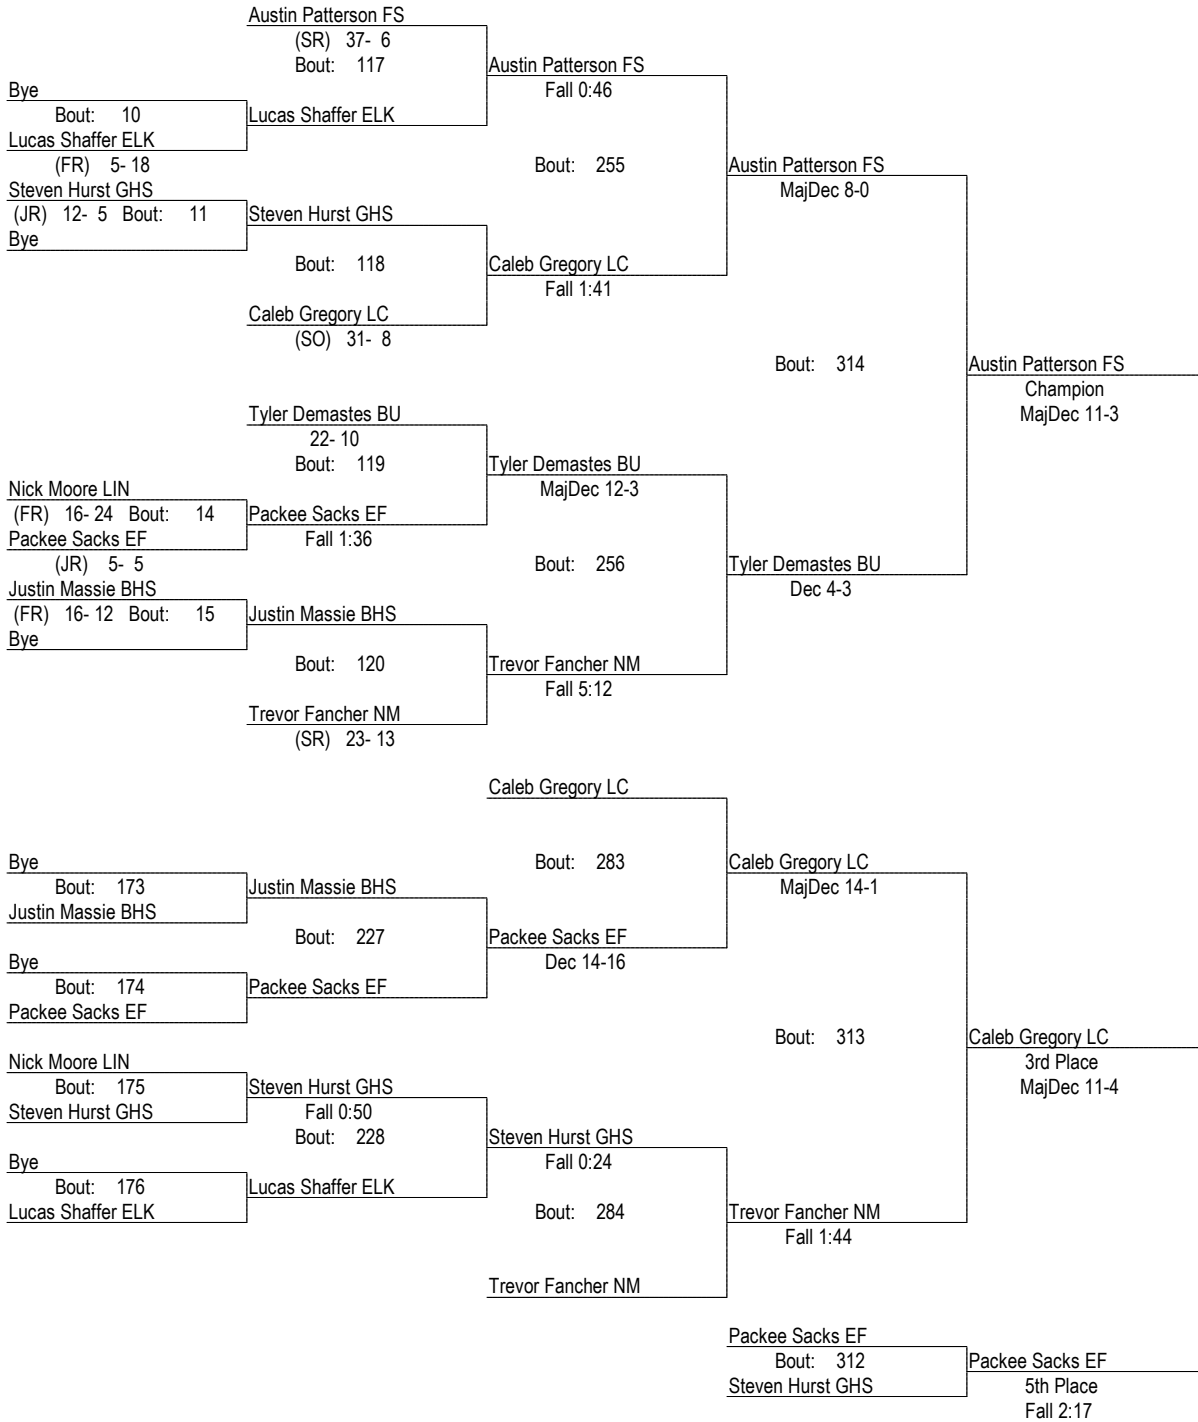 Austin Patterson FS
(SR) 37- 6
Bout: 117
Austin Patterson FS
Fall 0:46
Bye
Bout: 10
Lucas Shaffer ELK
Lucas Shaffer ELK
(FR) 5- 18
Bout: 255
Austin Patterson FS
MajDec 8-0
Steven Hurst GHS
(JR) 12- 5 Bout: 11
Steven Hurst GHS
Bye
Bout: 118
Caleb Gregory LC
Fall 1:41
Caleb Gregory LC
(SO) 31- 8
Bout: 314
Austin Patterson FS
Champion
MajDec 11-3
Tyler Demastes BU
22- 10
Bout: 119
Tyler Demastes BU
MajDec 12-3
Nick Moore LIN
(FR) 16- 24 Bout: 14
Packee Sacks EF
Packee Sacks EF
Fall 1:36
(JR) 5- 5
Bout: 256
Tyler Demastes BU
Dec 4-3
Justin Massie BHS
(FR) 16- 12 Bout: 15
Justin Massie BHS
Bye
Bout: 120
Trevor Fancher NM
Fall 5:12
Trevor Fancher NM
(SR) 23- 13
Caleb Gregory LC
Bout: 283
Caleb Gregory LC
MajDec 14-1
Bye
Bout: 173
Justin Massie BHS
Justin Massie BHS
Bout: 227
Packee Sacks EF
Dec 14-16
Bye
Bout: 174
Packee Sacks EF
Packee Sacks EF
Bout: 313
Caleb Gregory LC
3rd Place
MajDec 11-4
Nick Moore LIN
Bout: 175
Steven Hurst GHS
Steven Hurst GHS
Fall 0:50
Bout: 228
Steven Hurst GHS
Fall 0:24
Bye
Bout: 176
Lucas Shaffer ELK
Lucas Shaffer ELK
Bout: 284
Trevor Fancher NM
Fall 1:44
Trevor Fancher NM
Packee Sacks EF
Bout: 312
Packee Sacks EF
Steven Hurst GHS
5th Place
Fall 2:17